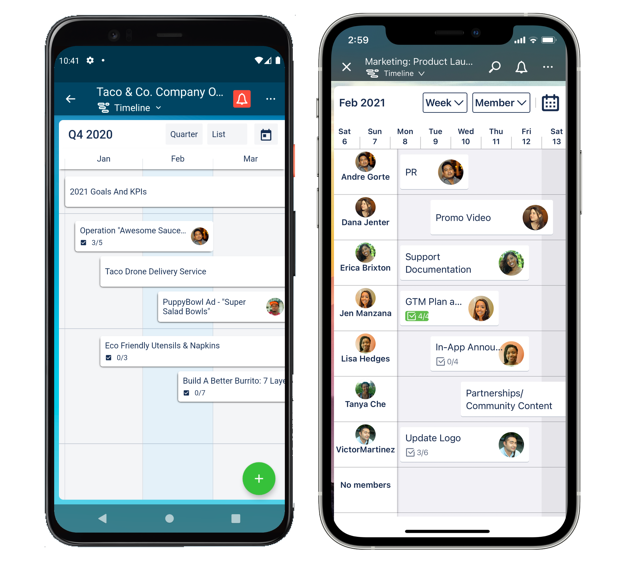 10:41
Taco & Co. Company O...
Timeline
Q4 2020
Quarter
List
Jan
Feb
Mar
2021 Goals And KPIs
Operation "Awesome Sauce...
3/5
Taco Drone Delivery Service
PuppyBowl Ad - "Super
Salad Bowls"
Eco Friendly Utensils & Napkins
0/3
Build A Better Burrito: 7 Laye
0/7
2:59
Marketing: Product Lau...
Timeline
Feb 2021
Week
Member
Sat Sun Mon Tue Wed Thu Fri Sat
6 7 8 9 10 11 12 13
Andre Gorte
PR
Dana Jenter
Promo Video
Erica Brixton
Support
Documentation
Jen Manzana
GTM Plan a...
4/4
Lisa Hedges
In-App Annou...
0/4
Tanya Che
Partnerships/
Community Content
VictorMartinez
Update Logo
3/6
No members